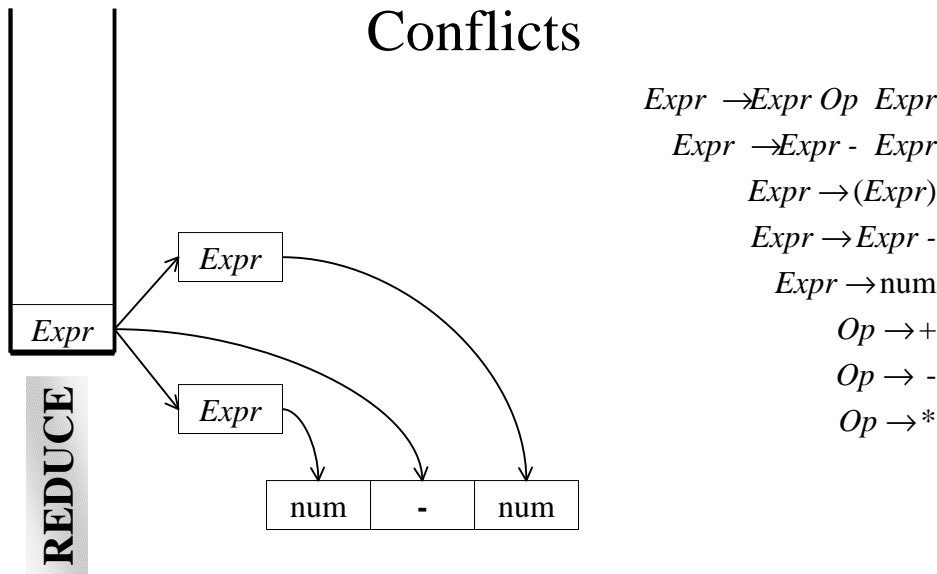 Conflicts
Expr → Expr Op Expr
Expr → Expr - Expr
Expr → (Expr)
Expr → Expr -
Expr → num
Op → +
Op → -
Op → *
Expr
Expr
Expr
REDUCE
num - num